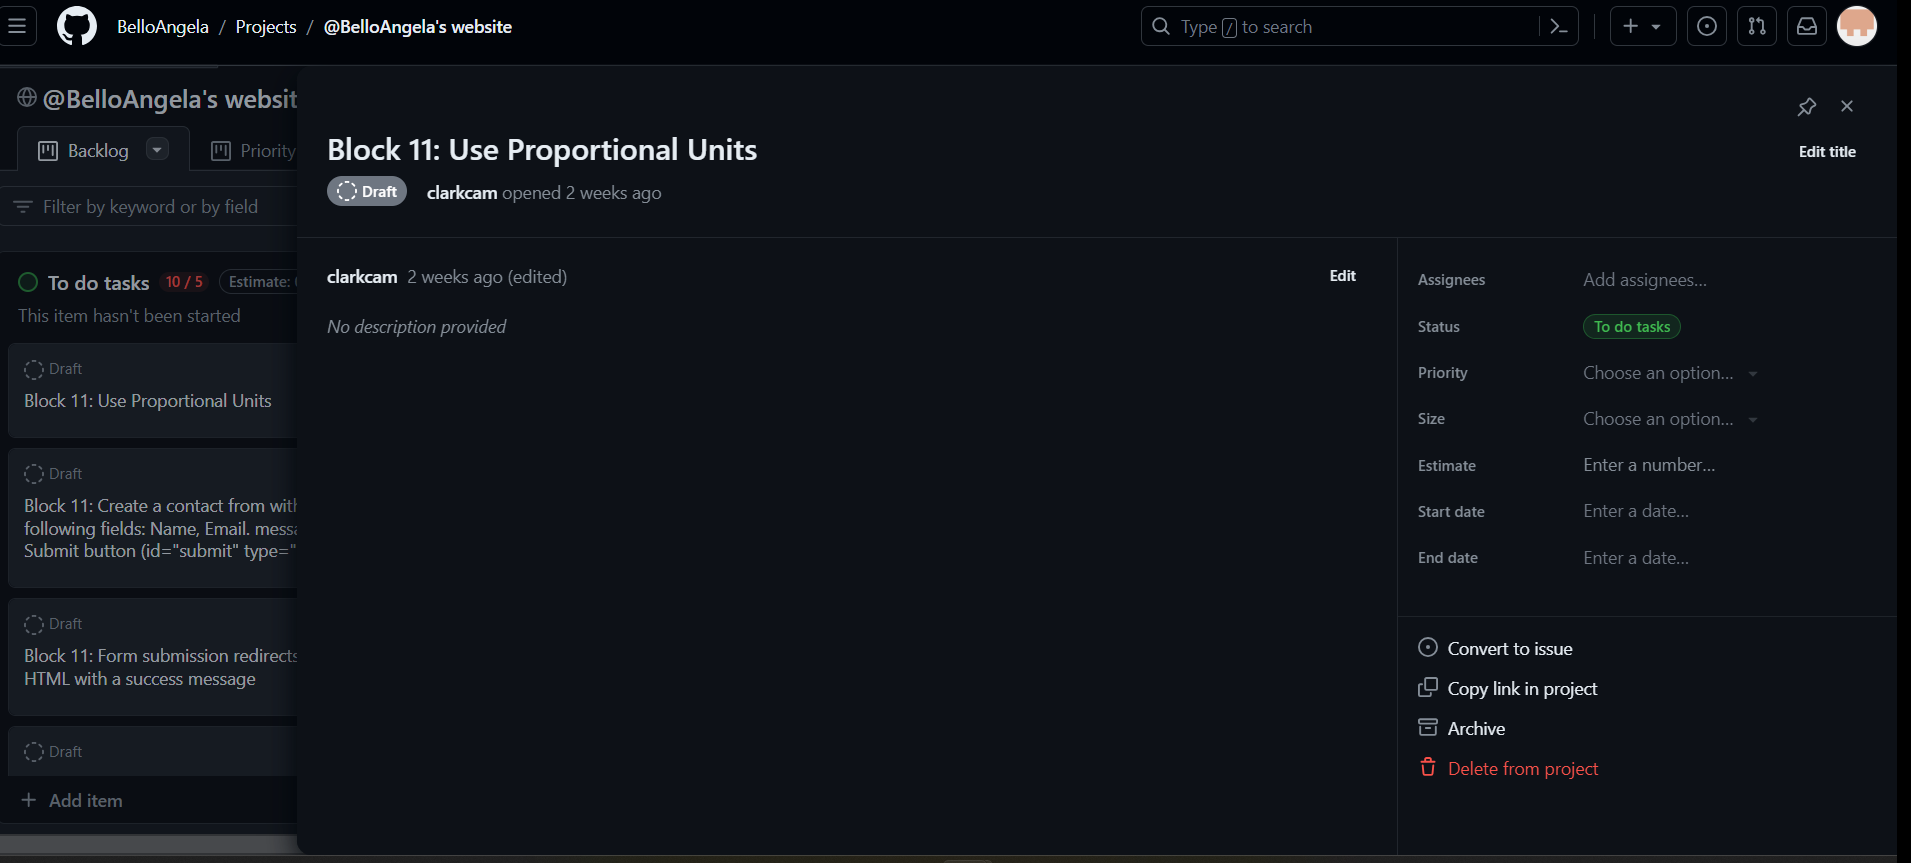 BelloAngela / Projects / @BelloAngela's website
Type / to search
@BelloAngela's websit
Backlog
Priority
Filter by keyword or by field
To do tasks 10 / 5 Estimate:
This item hasn't been started
Draft
Block 11: Use Proportional Units
Draft
Block 11: Create a contact from with
following fields: Name, Email. messa
Submit button (id="submit" type="
Draft
Block 11: Form submission redirects
HTML with a success message
Draft
+ Add item
Block 11: Use Proportional Units
Edit title
Draft clarkcam opened 2 weeks ago
clarkcam 2 weeks ago (edited)
Edit
No description provided
Assignees Add assignees...
Status To do tasks
Priority Choose an option...
Size Choose an option...
Estimate Enter a number...
Start date Enter a date...
End date Enter a date...
Convert to issue
Copy link in project
Archive
Delete from project